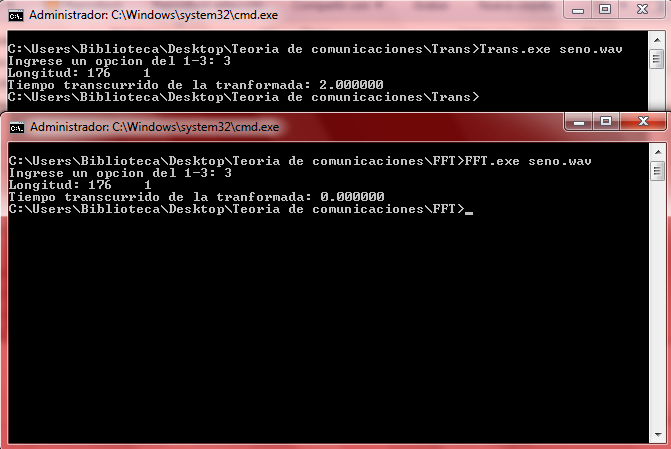 Administrador: C:\Windows\system32\cmd.exe
C:\Users\Biblioteca\Desktop\Teoria de comunicaciones\Trans>Trans.exe seno.wav
Ingrese un opcion del 1-3: 3
Longitud: 176 1
Tiempo transcurrido de la tranformada: 2.000000
C:\Users\Biblioteca\Desktop\Teoria de comunicaciones\Trans>
Administrador: C:\Windows\system32\cmd.exe
C:\Users\Biblioteca\Desktop\Teoria de comunicaciones\FFT>FFT.exe seno.wav
Ingrese un opcion del 1-3: 3
Longitud: 176 1
Tiempo transcurrido de la tranformada: 0.000000
C:\Users\Biblioteca\Desktop\Teoria de comunicaciones\FFT>_